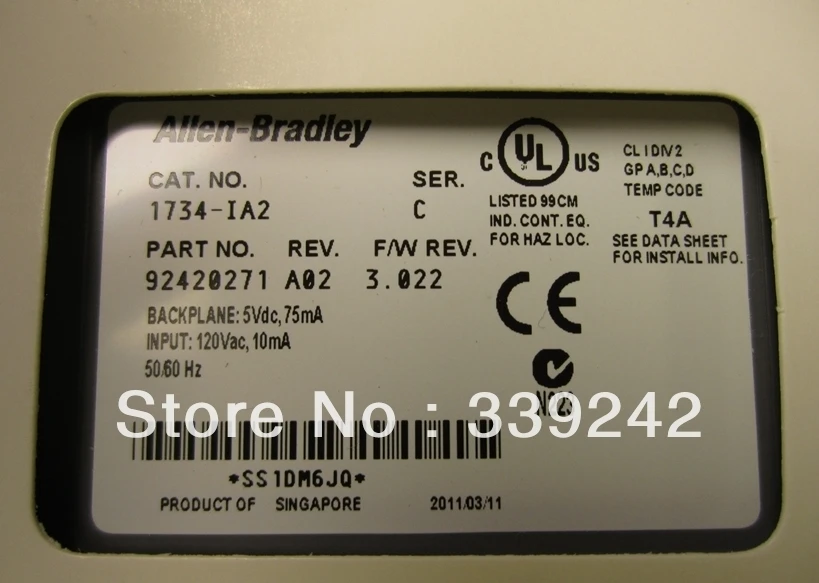 Allen-Bradley
CAT. NO. SER.
1734-IA2 C
PART NO. REV. F/W REV.
92420271 A02 3.022
BACKPLANE: 5Vdc, 75mA
INPUT: 120Vac, 10mA
50/60 Hz
C UL US
LISTED 99CM
IND. CONT. EQ.
FOR HAZ LOC.
CL I DIV 2
GP A,B,C,D
TEMP CODE
T4A
SEE DATA SHEET
FOR INSTALL INFO.
CE
Store No : 339242
*SS1DM6JQ*
PRODUCT OF SINGAPORE 2011/03/11